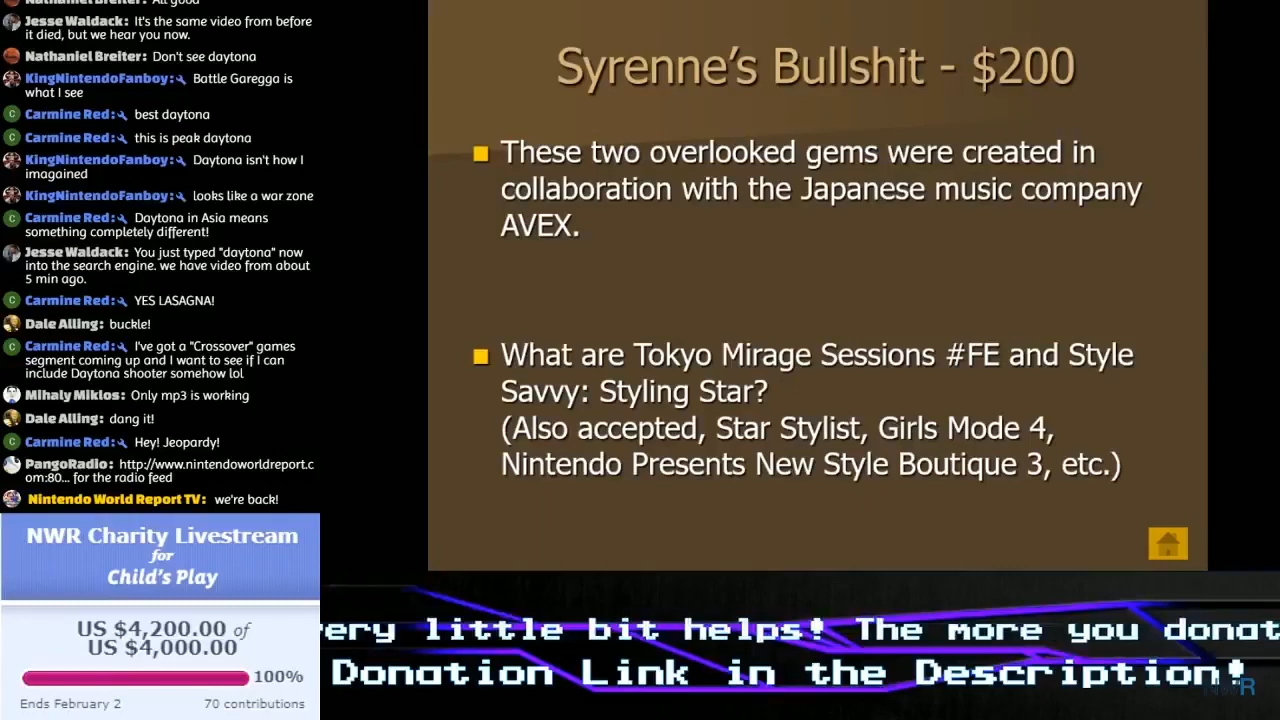 Nathaniel Breiter: All good
Jesse Waldack: It's the same video from before
it died, but we hear you now.
Nathaniel Breiter: Don't see daytona
KingNintendoFanboy: Battle Garegga is
what I see
C Carmine Red: best daytona
C Carmine Red: this is peak daytona
KingNintendoFanboy: Daytona isn't how I
imagained
KingNintendoFanboy: looks like a war zone
C Carmine Red: Daytona in Asia means
something completely different!
Jesse Waldack: You just typed "daytona" now
into the search engine. we have video from about
5 min ago.
C Carmine Red: YES LASAGNA!
Dale Alling: buckle!
C Carmine Red: I've got a "Crossover" games
segment coming up and I want to see if I can
include Daytona shooter somehow lol
Mihaly Miklos: Only mp3 is working
Dale Alling: dang it!
C Carmine Red: Hey! Jeopardy!
PangoRadio: http://www.nintendoworldreport.c
om:80... for the radio feed
Nintendo World Report TV: we're back!
NWR Charity Livestream
for
Child's Play
US $4,200.00 of
US $4,000.00
100%
Ends February 2 70 contributions
Syrenne's Bullshit - $200
These two overlooked gems were created in
collaboration with the Japanese music company
AVEX.
What are Tokyo Mirage Sessions #FE and Style
Savvy: Styling Star?
(Also accepted, Star Stylist, Girls Mode 4,
Nintendo Presents New Style Boutique 3, etc.)
very little bit helps! The more you donat
Donation Link in the Description!
NWR